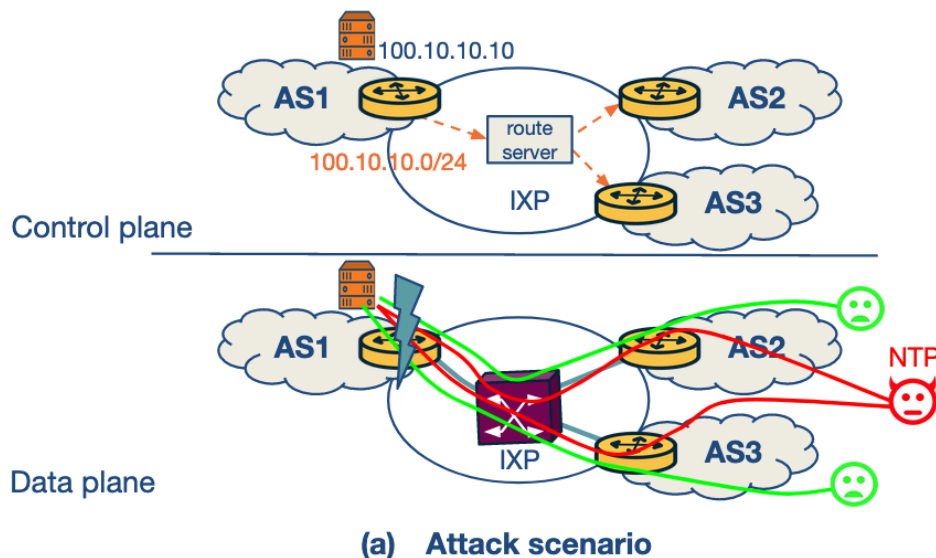 100.10.10.10
AS1
AS2
route
server
100.10.10.0/24
IXP
AS3
Control plane
AS1
AS2
NTP
IXP
AS3
Data plane
(a) Attack scenario